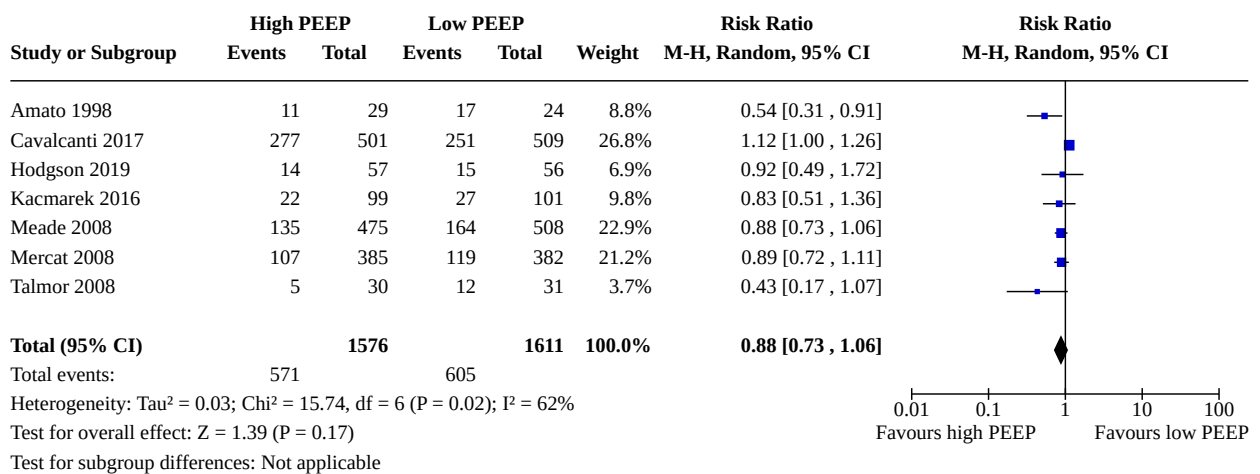 High PEEP Low PEEP Risk Ratio Risk Ratio
Study or Subgroup Events Total Events Total Weight M-H, Random, 95% CI M-H, Random, 95% CI
Amato 1998 11 29 17 24 8.8% 0.54 [0.31 , 0.91]
Cavalcanti 2017 277 501 251 509 26.8% 1.12 [1.00 , 1.26]
Hodgson 2019 14 57 15 56 6.9% 0.92 [0.49 , 1.72]
Kacmarek 2016 22 99 27 101 9.8% 0.83 [0.51 , 1.36]
Meade 2008 135 475 164 508 22.9% 0.88 [0.73 , 1.06]
Mercat 2008 107 385 119 382 21.2% 0.89 [0.72 , 1.11]
Talmor 2008 5 30 12 31 3.7% 0.43 [0.17 , 1.07]
Total (95% CI) 1576 1611 100.0% 0.88 [0.73 , 1.06]
Total events: 571 605
Heterogeneity: Tau² = 0.03; Chi² = 15.74, df = 6 (P = 0.02); I² = 62%
0.01 0.1 1 10 100
Test for overall effect: Z = 1.39 (P = 0.17)
Favours high PEEP Favours low PEEP
Test for subgroup differences: Not applicable